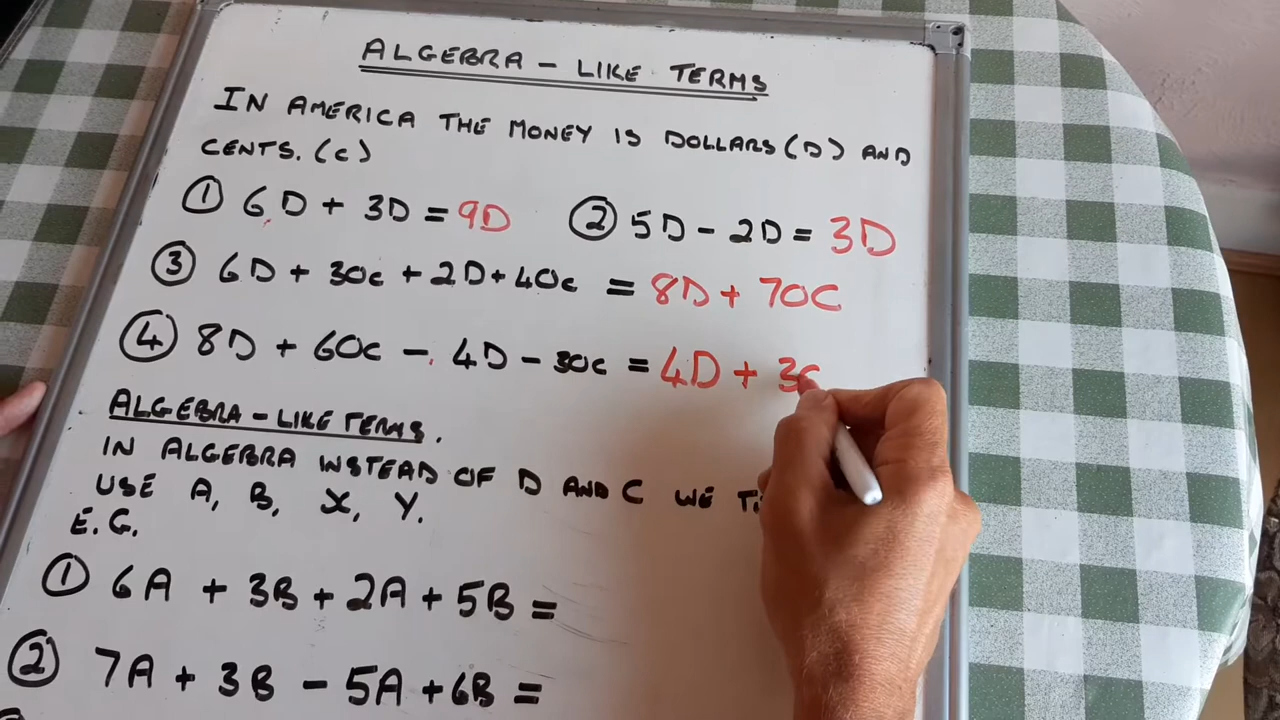 ALGEBRA - LIKE TERMS
IN AMERICA THE MONEY IS DOLLARS (D) AND
CENTS. (C)
① 6D + 3D = 9D ② 5D - 2D = 3D
③ 6D + 30c + 2D + 40c = 8D + 70C
④ 8D + 60c - 4D - 30c = 4D + 3
ALGEBRA - LIKE TERMS.
IN ALGEBRA INSTEAD OF D AND C WE
USE A, B, X, Y.
E.G.
① 6A + 3B + 2A + 5B =
② 7A + 3B - 5A + 6B =